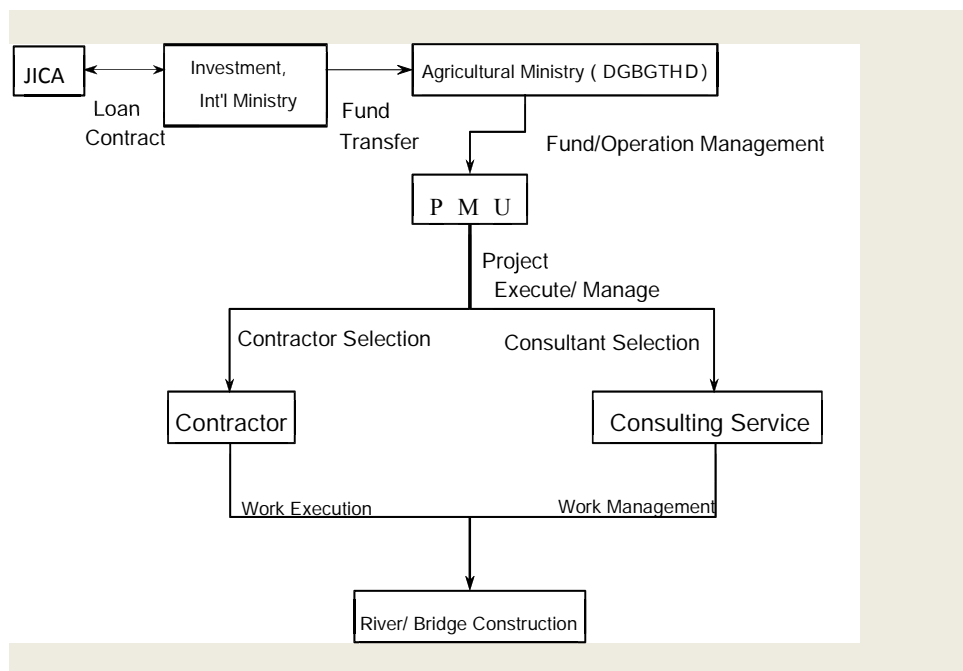 JICA
Investment,
Int'l Ministry
Agricultural Ministry ( DGBGTHD)
Loan
Contract
Fund
Transfer
Fund/Operation Management
P M U
Project
Execute/ Manage
Contractor Selection
Consultant Selection
Contractor
Consulting Service
Work Execution
Work Management
River/ Bridge Construction